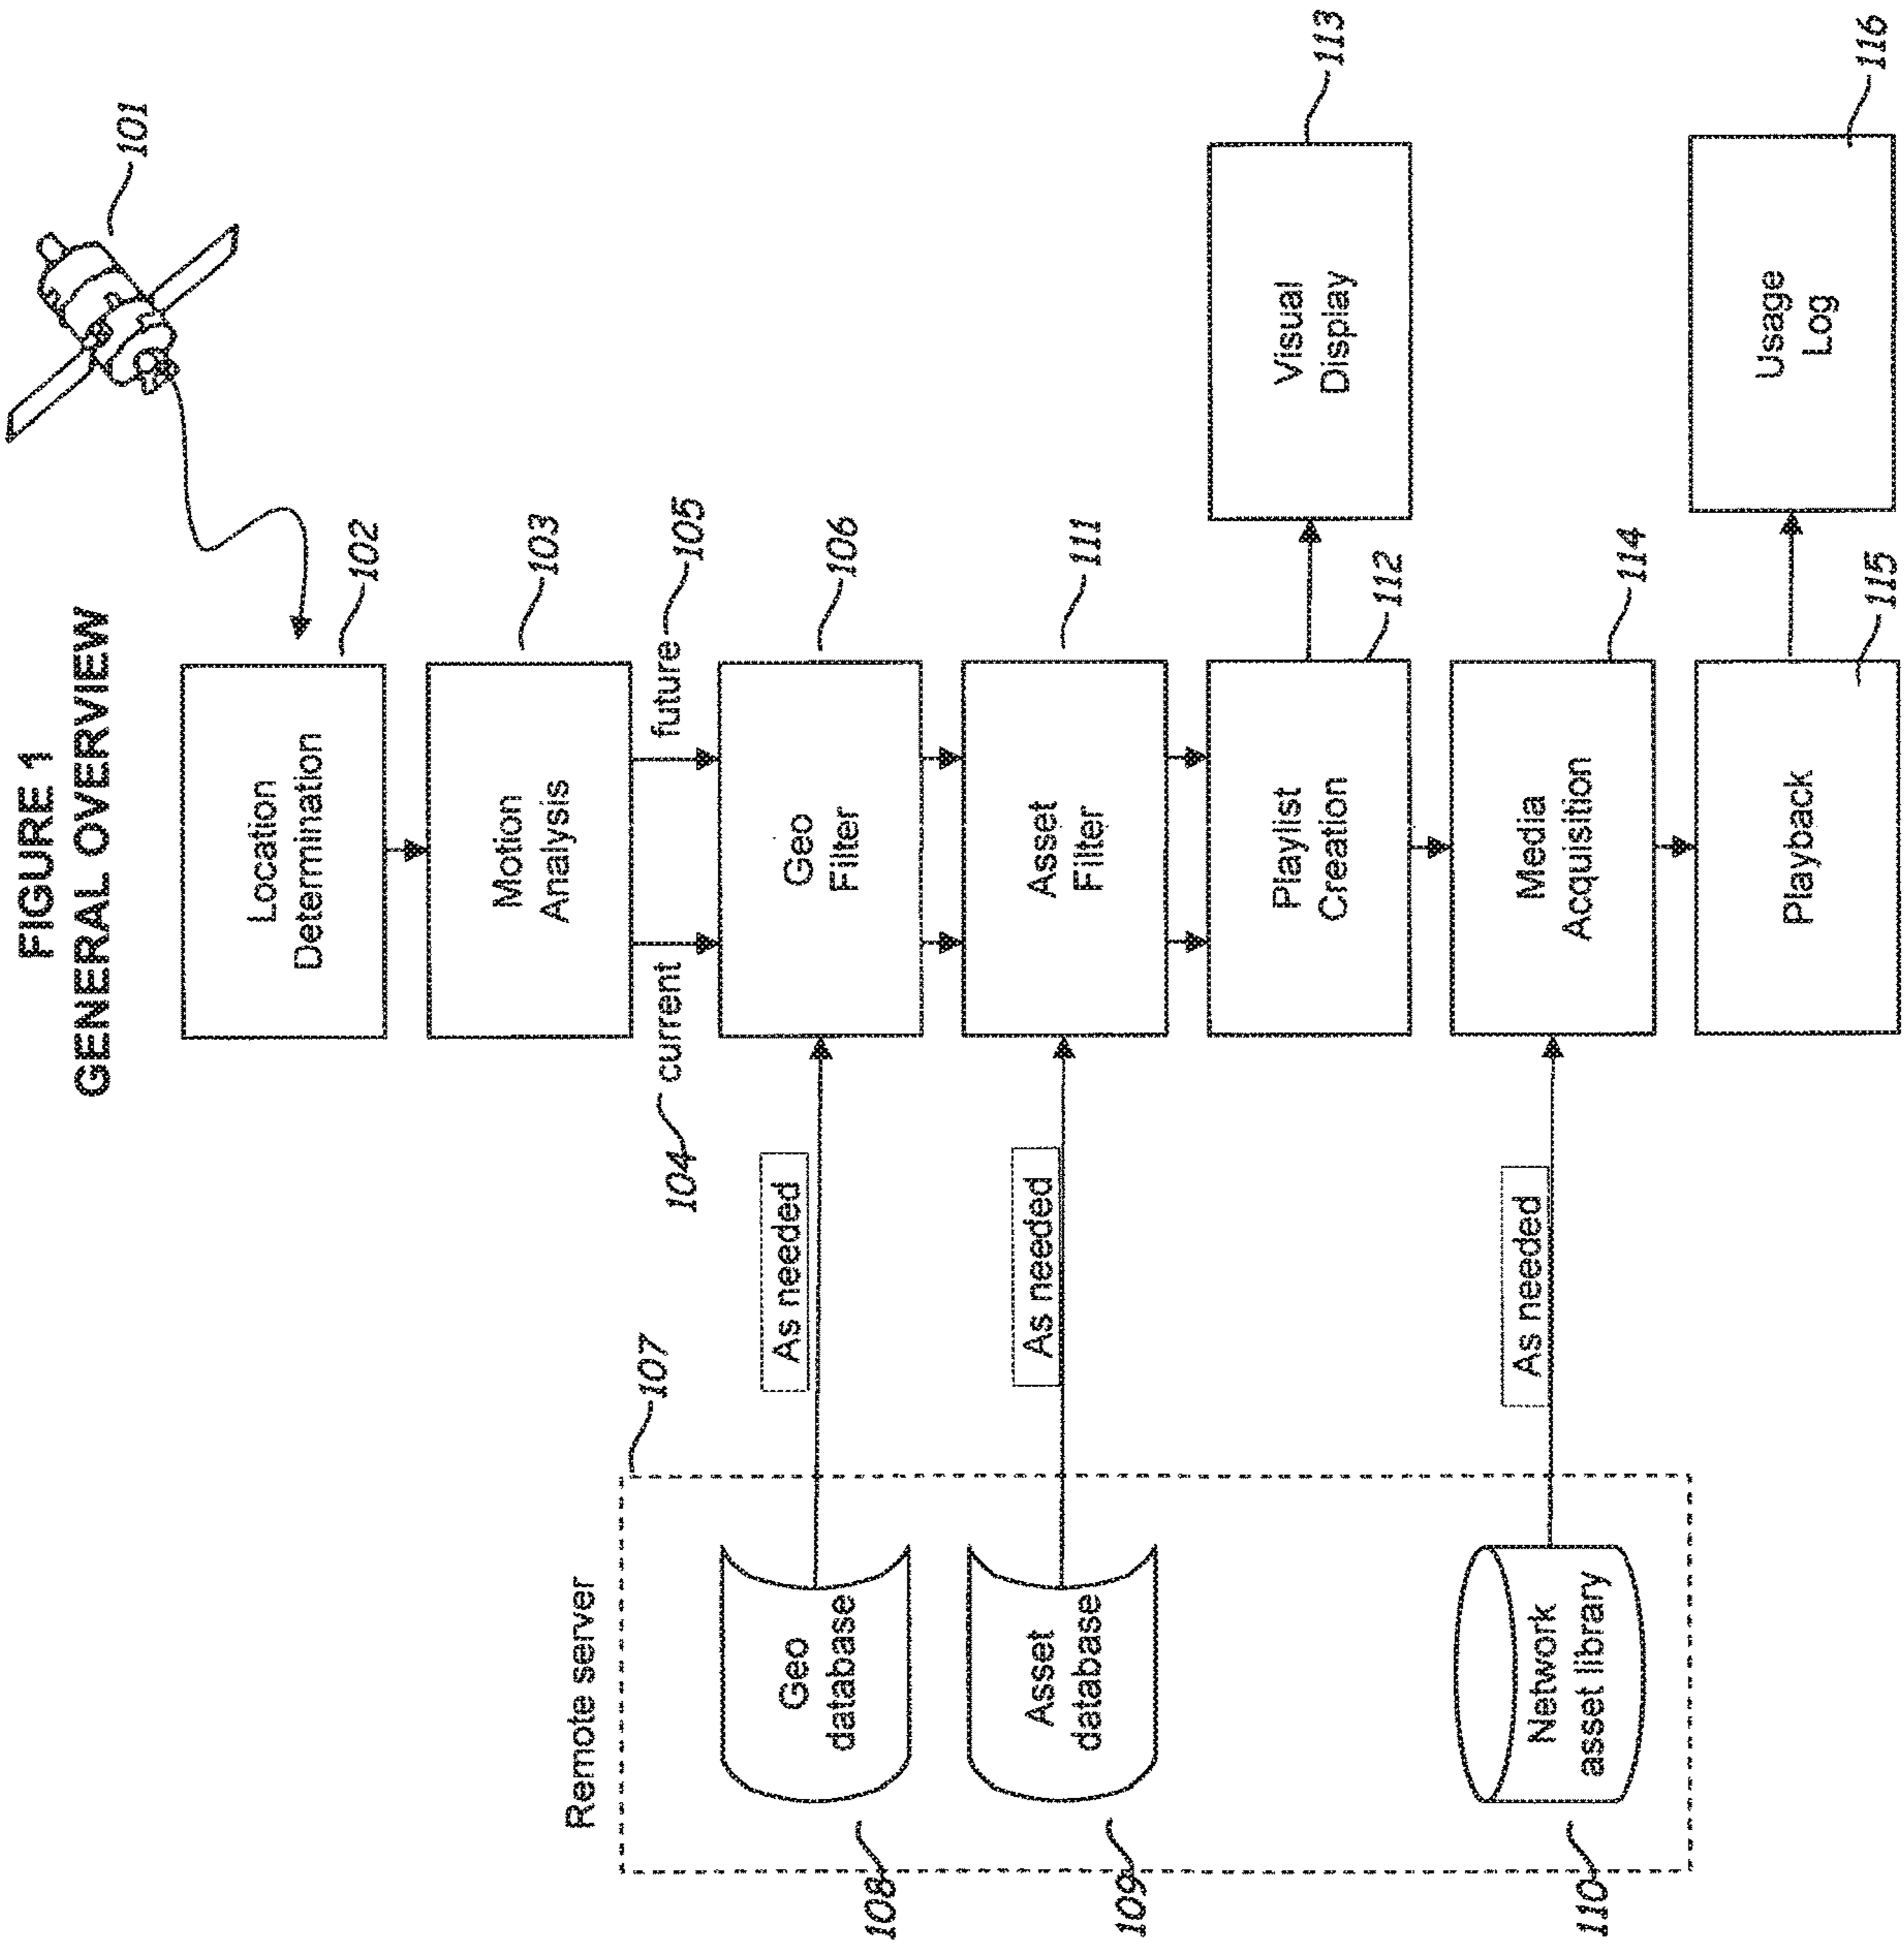 FIGURE 1
GENERAL OVERVIEW
101
Location
Determination
102
Motion
Analysis
103
104 current
future 105
Geo
Filter
106
Asset
Filter
111
Playlist
Creation
112
Visual
Display
113
Media
Acquisition
114
Playback
115
Usage
Log
116
Remote server
107
Geo
database
108
As needed
Asset
database
109
As needed
Network
asset library
110
As needed